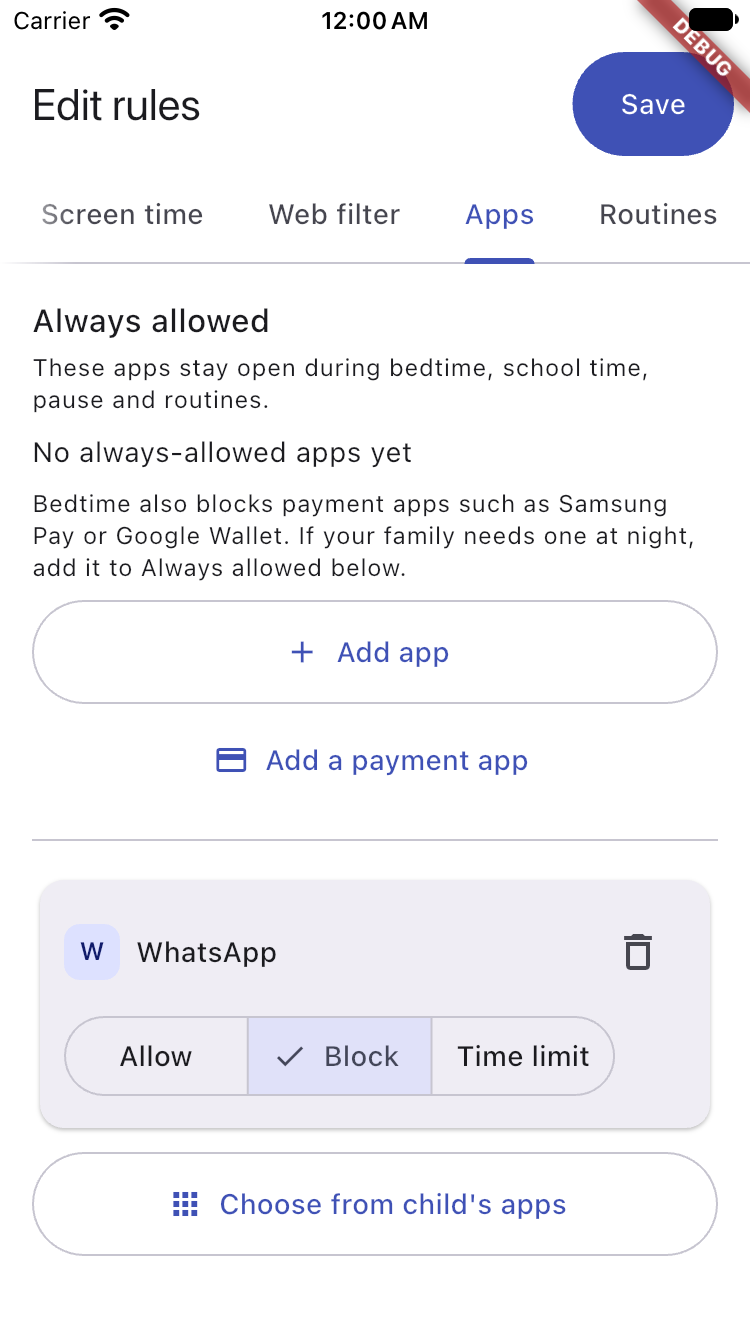 Carrier 12:00 AM
DEBUG
Edit rules
Save
Screen time Web filter Apps Routines
Always allowed
These apps stay open during bedtime, school time,
pause and routines.
No always-allowed apps yet
Bedtime also blocks payment apps such as Samsung
Pay or Google Wallet. If your family needs one at night,
add it to Always allowed below.
+ Add app
Add a payment app
W WhatsApp
Allow Block Time limit
Choose from child's apps